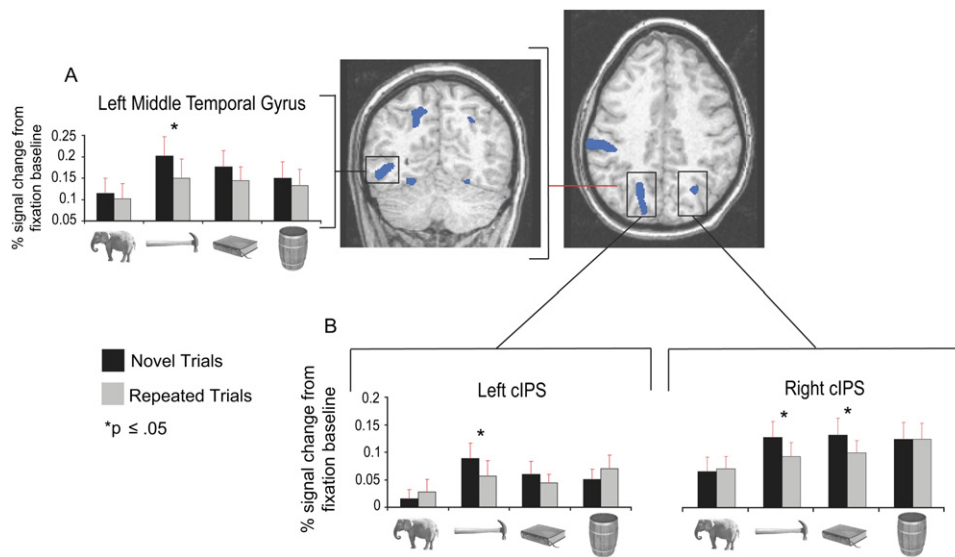 A
Left Middle Temporal Gyrus
% signal change from
fixation baseline
0.25
0.2
0.15
0.1
0.05
*
B
Novel Trials
Repeated Trials
*p ≤ .05
Left cIPS
% signal change from
fixation baseline
0.2
0.15
0.1
0.05
0
*
Right cIPS
*
*